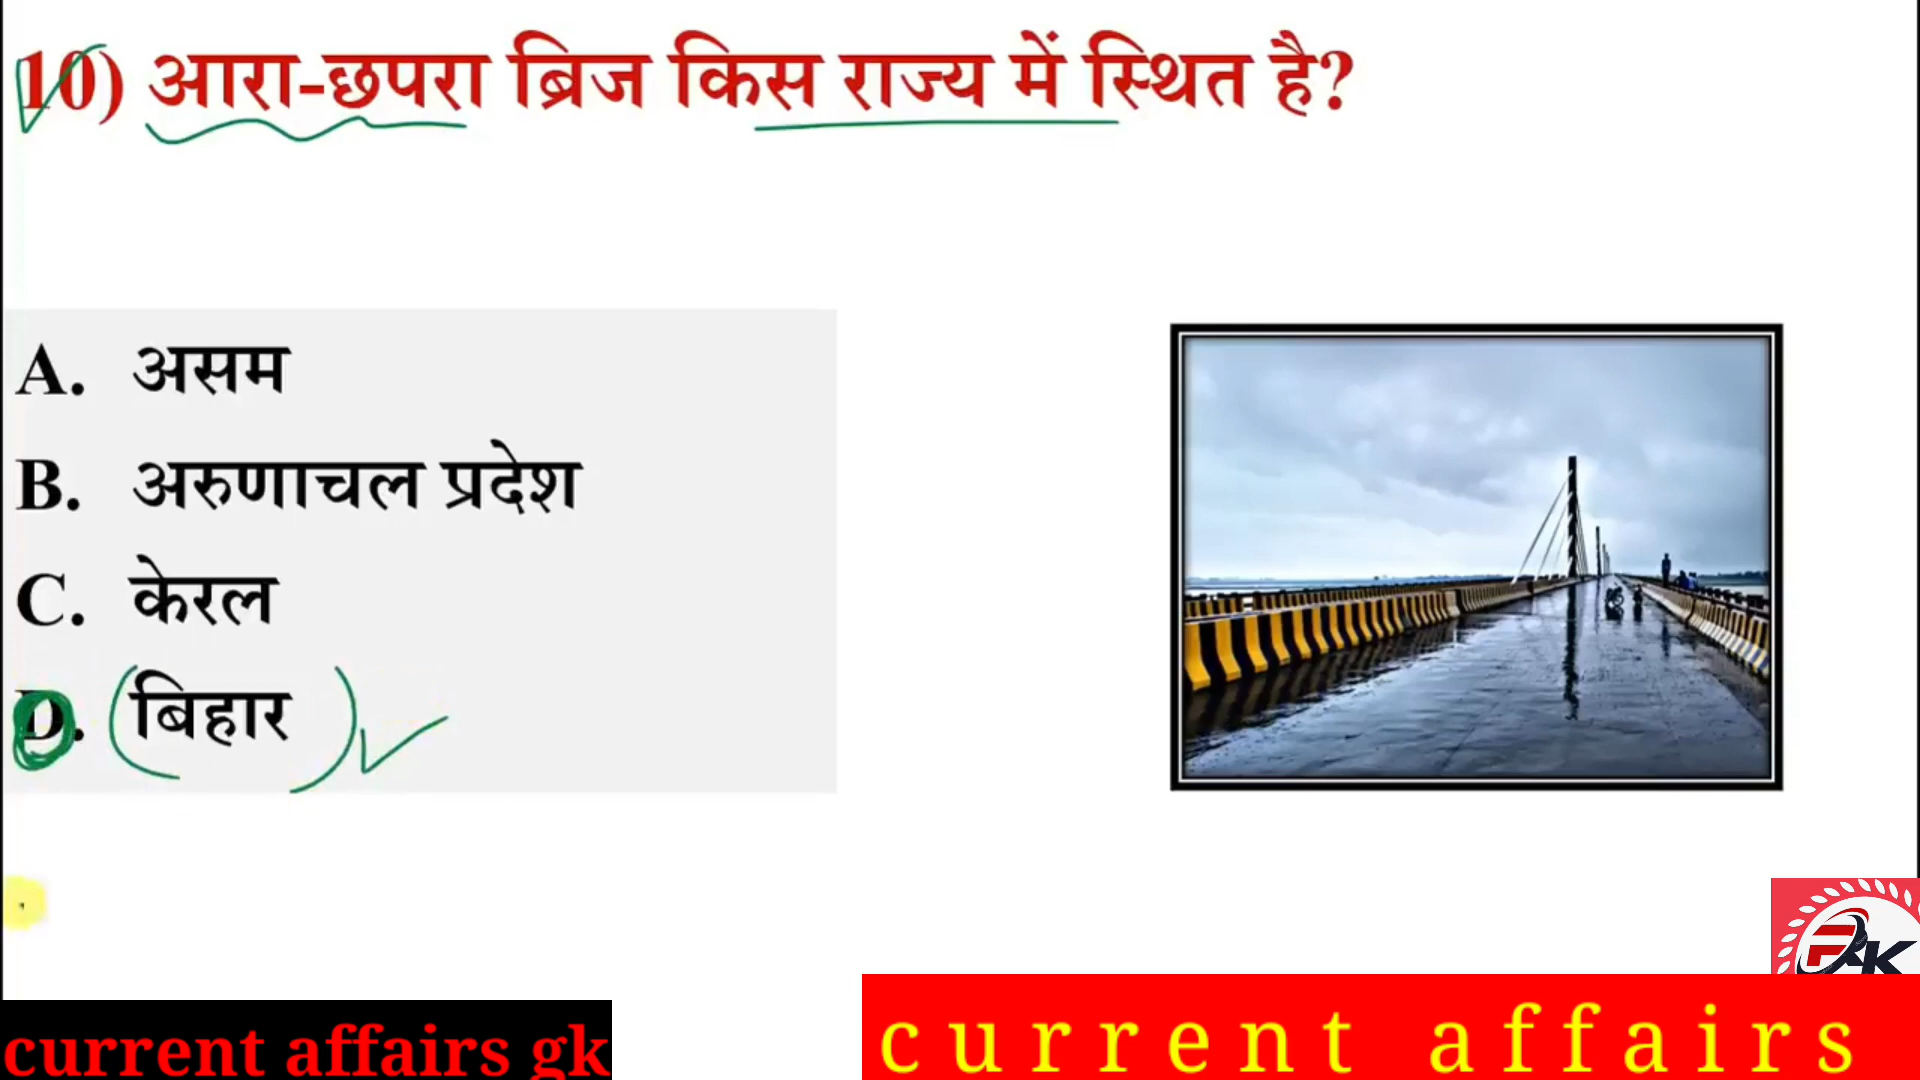 10) आरा-छपरा ब्रिज किस राज्य में स्थित है?
A. असम
B. अरुणाचल प्रदेश
C. केरल
D. बिहार
current affairs gk
current affairs